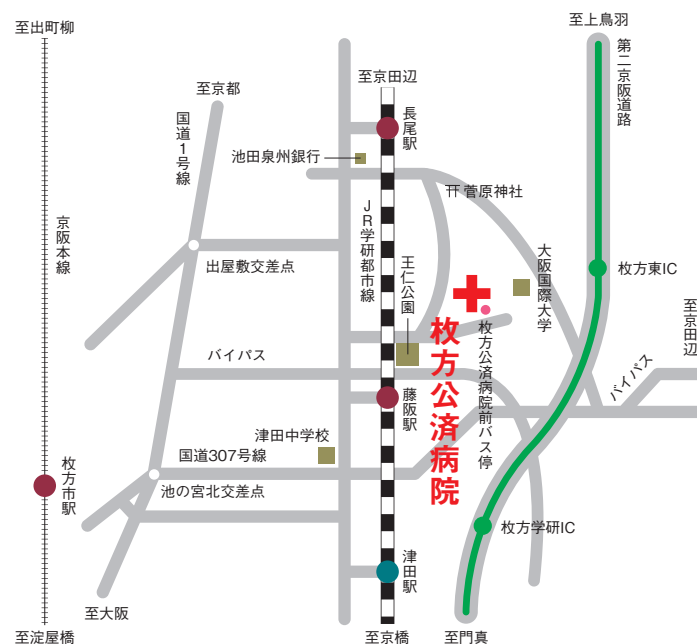 至出町柳
至上鳥羽
至京都
至京田辺
第二京阪道路
国道1号線
長尾駅
池田泉州銀行
菅原神社
京阪本線
JR学研都市線
王仁公園
大阪国際大学
出屋敷交差点
枚方東IC
至京田辺
枚方公済病院
枚方公済病院前バス停
バイパス
バイパス
藤阪駅
津田中学校
国道307号線
枚方市駅
池の宮北交差点
枚方学研IC
津田駅
至大阪
至淀屋橋
至京橋
至門真